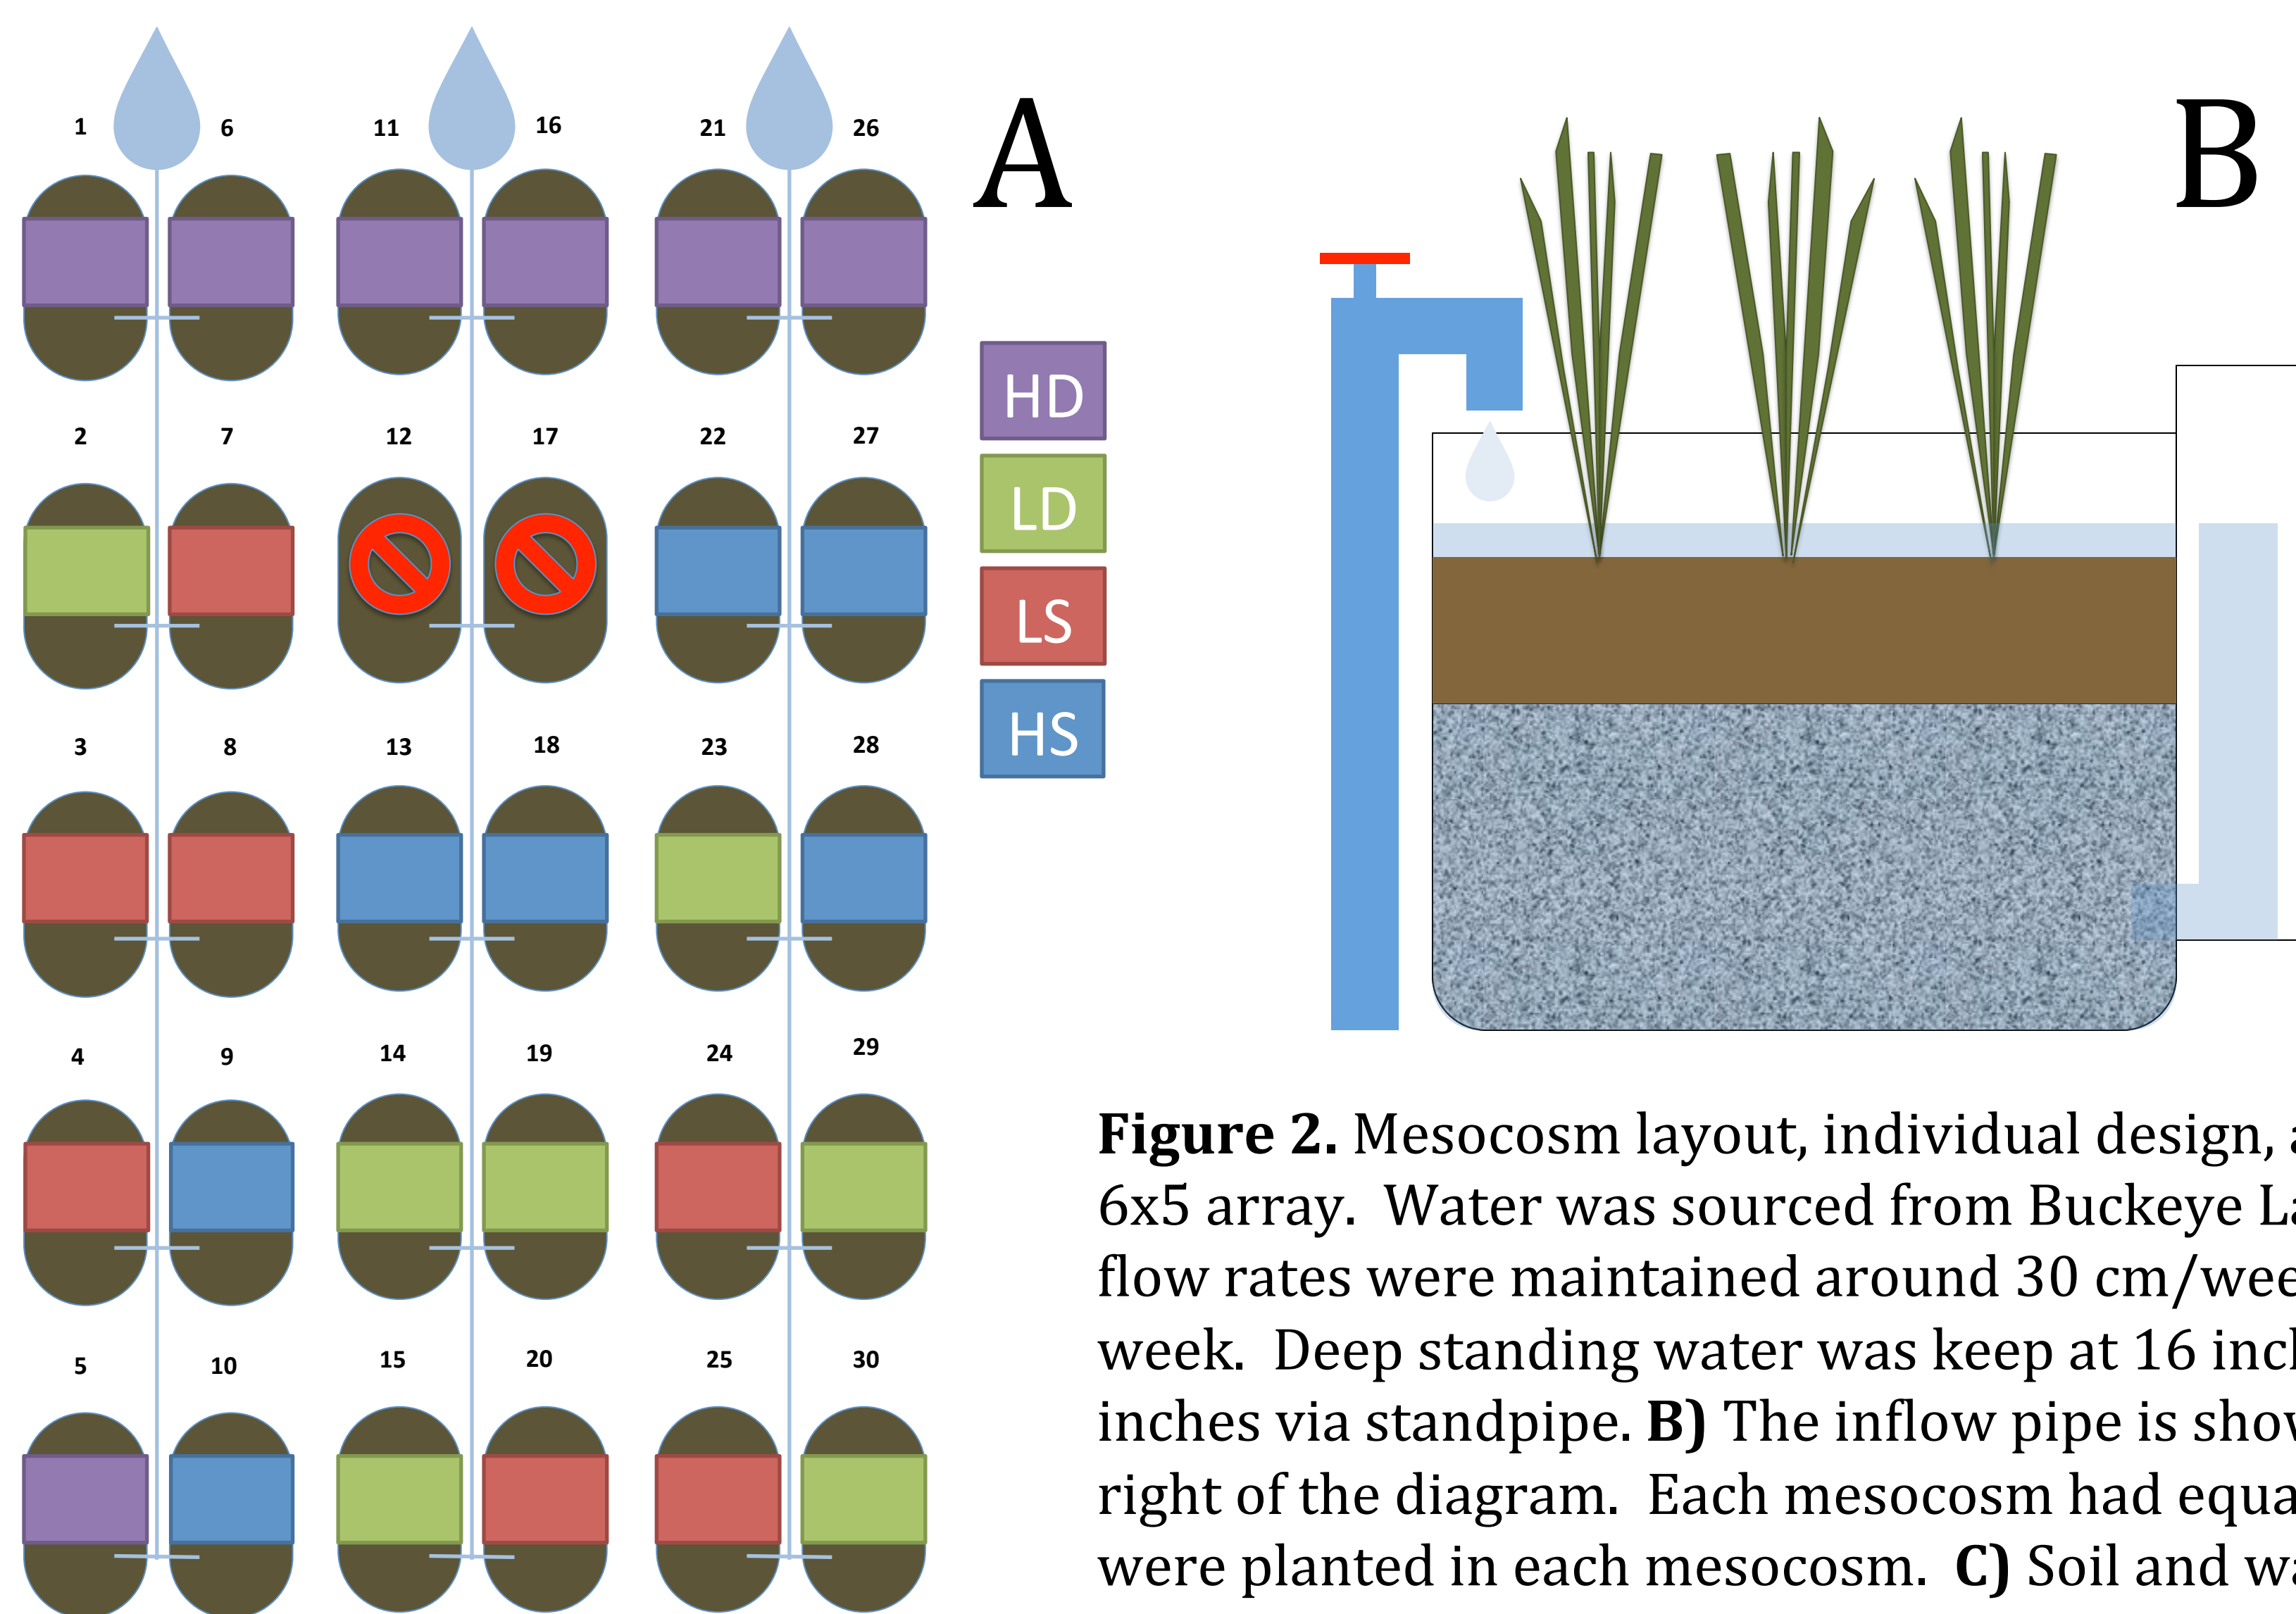 1 6 11 16 21 26
A
B
2 7 12 17 22 27
3 8 13 18 23 28
4 9 14 19 24 29
5 10 15 20 25 30
HD
LD
LS
HS
Figure 2. Mesocosm layout, individual design,
6x5 array. Water was sourced from Buckeye
flow rates were maintained around 30
week. Deep standing water was keep at 16
inches via standpipe. B) The inflow pipe is
right of the diagram. Each mesocosm had
were planted in each mesocosm. C) Soil and